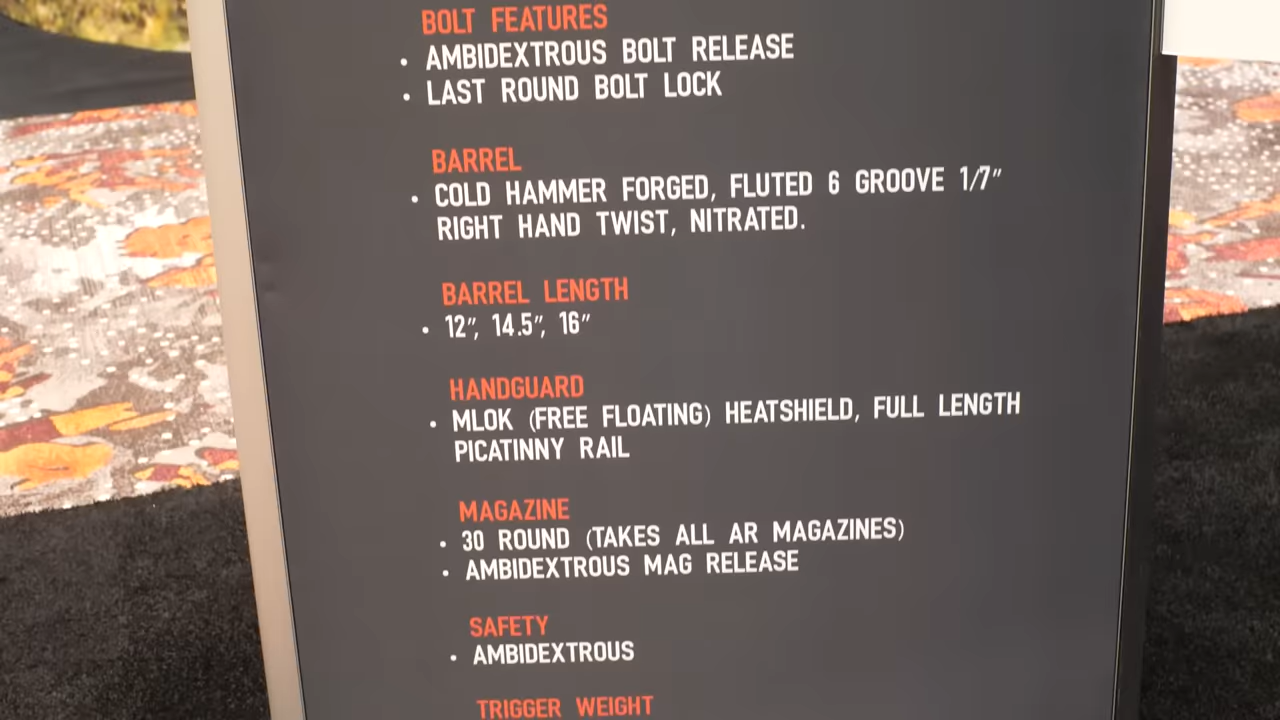 BOLT FEATURES
• AMBIDEXTROUS BOLT RELEASE
• LAST ROUND BOLT LOCK
BARREL
• COLD HAMMER FORGED, FLUTED 6 GROOVE 1/7"
RIGHT HAND TWIST, NITRATED.
BARREL LENGTH
• 12", 14.5", 16"
HANDGUARD
• MLOK (FREE FLOATING) HEATSHIELD, FULL LENGTH
PICATINNY RAIL
MAGAZINE
• 30 ROUND (TAKES ALL AR MAGAZINES)
• AMBIDEXTROUS MAG RELEASE
SAFETY
• AMBIDEXTROUS
TRIGGER WEIGHT